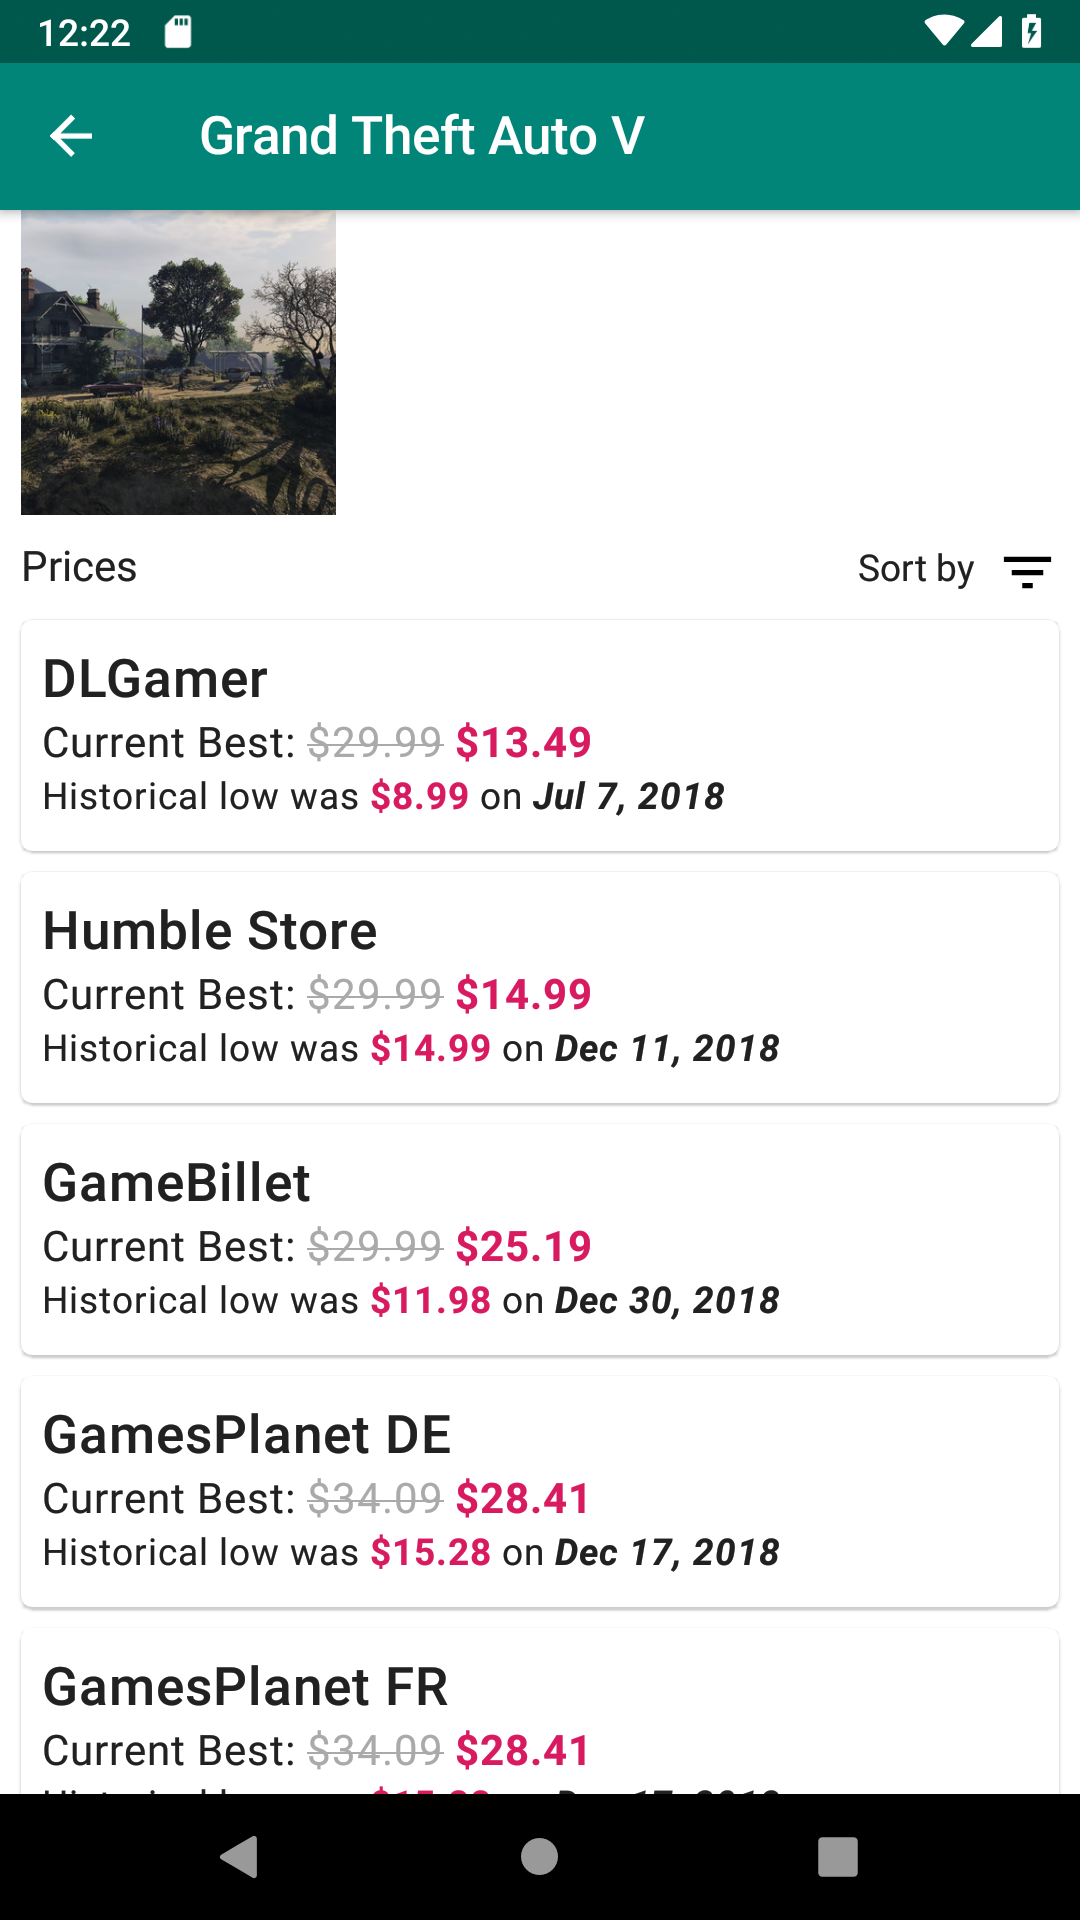 12:22
Grand Theft Auto V
Prices
Sort by
DLGamer
Current Best: $29.99 $13.49
Historical low was $8.99 on Jul 7, 2018
Humble Store
Current Best: $29.99 $14.99
Historical low was $14.99 on Dec 11, 2018
GameBillet
Current Best: $29.99 $25.19
Historical low was $11.98 on Dec 30, 2018
GamesPlanet DE
Current Best: $34.09 $28.41
Historical low was $15.28 on Dec 17, 2018
GamesPlanet FR
Current Best: $34.09 $28.41